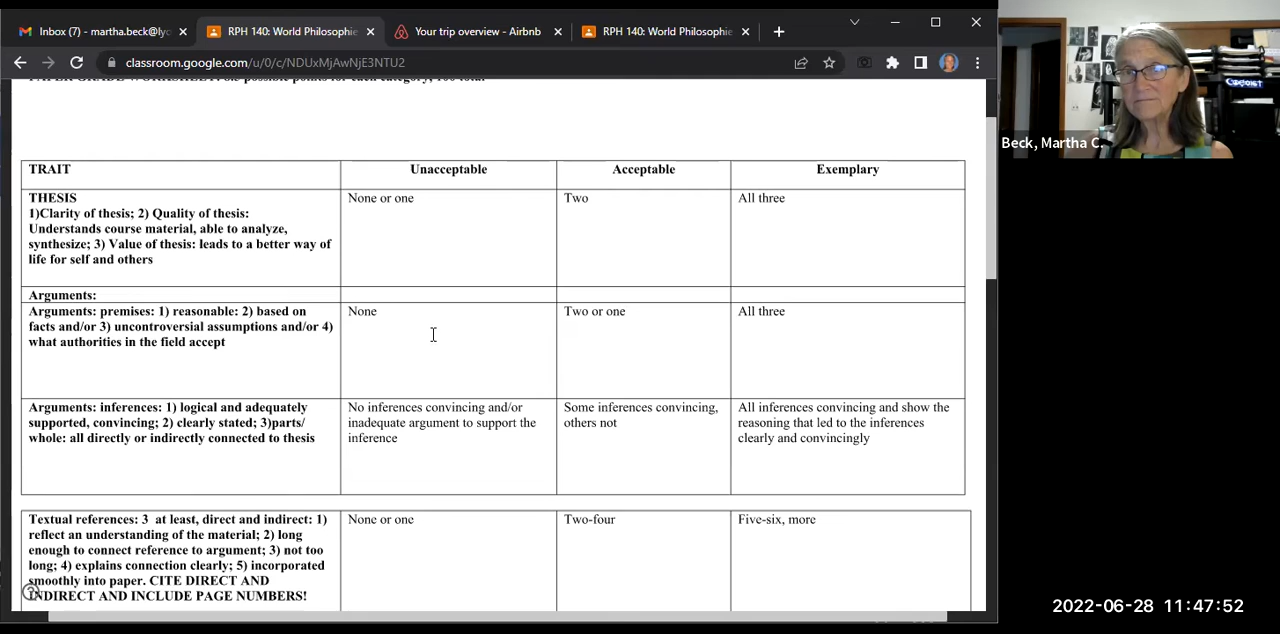 Inbox (7) - martha.beck@lyc
RPH 140: World Philosophie
Your trip overview - Airbnb
RPH 140: World Philosophie
classroom.google.com/u/0/c/NDUxMjAwNjE3NTU2
TRAIT
Unacceptable
Acceptable
Exemplary
THESIS
1)Clarity of thesis; 2) Quality of thesis:
Understands course material, able to analyze,
synthesize; 3) Value of thesis: leads to a better way of
life for self and others
None or one
Two
All three
Arguments:
Arguments: premises: 1) reasonable: 2) based on
facts and/or 3) uncontroversial assumptions and/or 4)
what authorities in the field accept
None
Two or one
All three
Arguments: inferences: 1) logical and adequately
supported, convincing; 2) clearly stated; 3)parts/
whole: all directly or indirectly connected to thesis
No inferences convincing and/or
inadequate argument to support the
inference
Some inferences convincing,
others not
All inferences convincing and show the
reasoning that led to the inferences
clearly and convincingly
Textual references: 3 at least, direct and indirect: 1)
reflect an understanding of the material; 2) long
enough to connect reference to argument; 3) not too
long; 4) explains connection clearly; 5) incorporated
smoothly into paper. CITE DIRECT AND
INDIRECT AND INCLUDE PAGE NUMBERS!
None or one
Two-four
Five-six, more
Beck, Martha C.
2022-06-28 11:47:52